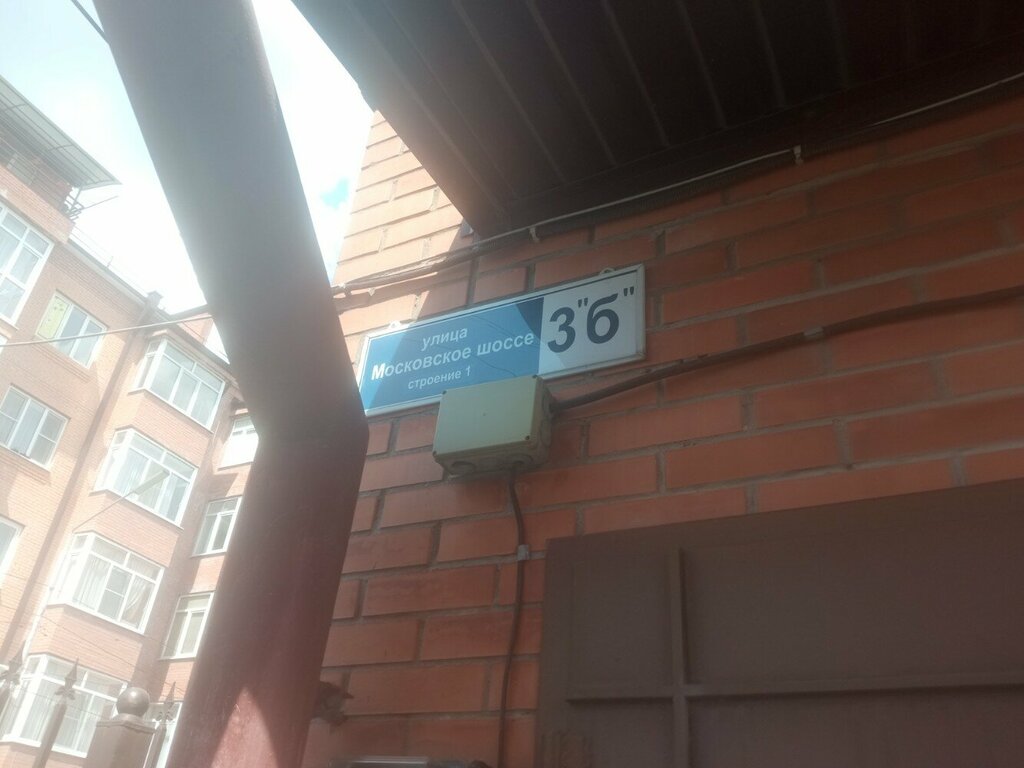 улица
Московское шоссе
строение 1
3"б"